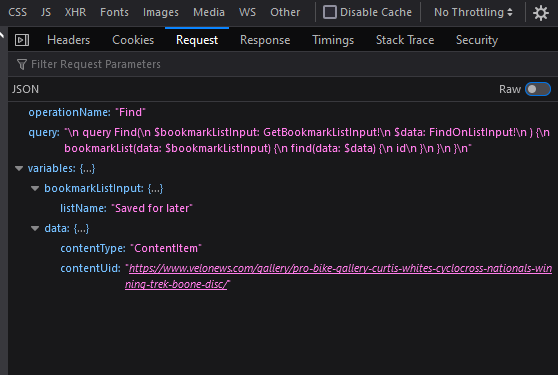 CSS JS XHR Fonts Images Media WS Other Disable Cache No Throttling
Headers Cookies Request Response Timings Stack Trace Security
Filter Request Parameters
JSON Raw
operationName: "Find"
query: "\n query Find(\n $bookmarkListInput: GetBookmarkListInput!\n $data: FindOnListInput!\n ) {\n
bookmarkList(data: $bookmarkListInput) {\n find(data: $data) {\n id\n }\n }\n }\n"
variables: {…}
bookmarkListInput: {…}
listName: "Saved for later"
data: {…}
contentType: "ContentItem"
contentUid: "https://www.velonews.com/gallery/pro-bike-gallery-curtis-whites-cyclocross-nationals-win
ning-trek-boone-disc/"